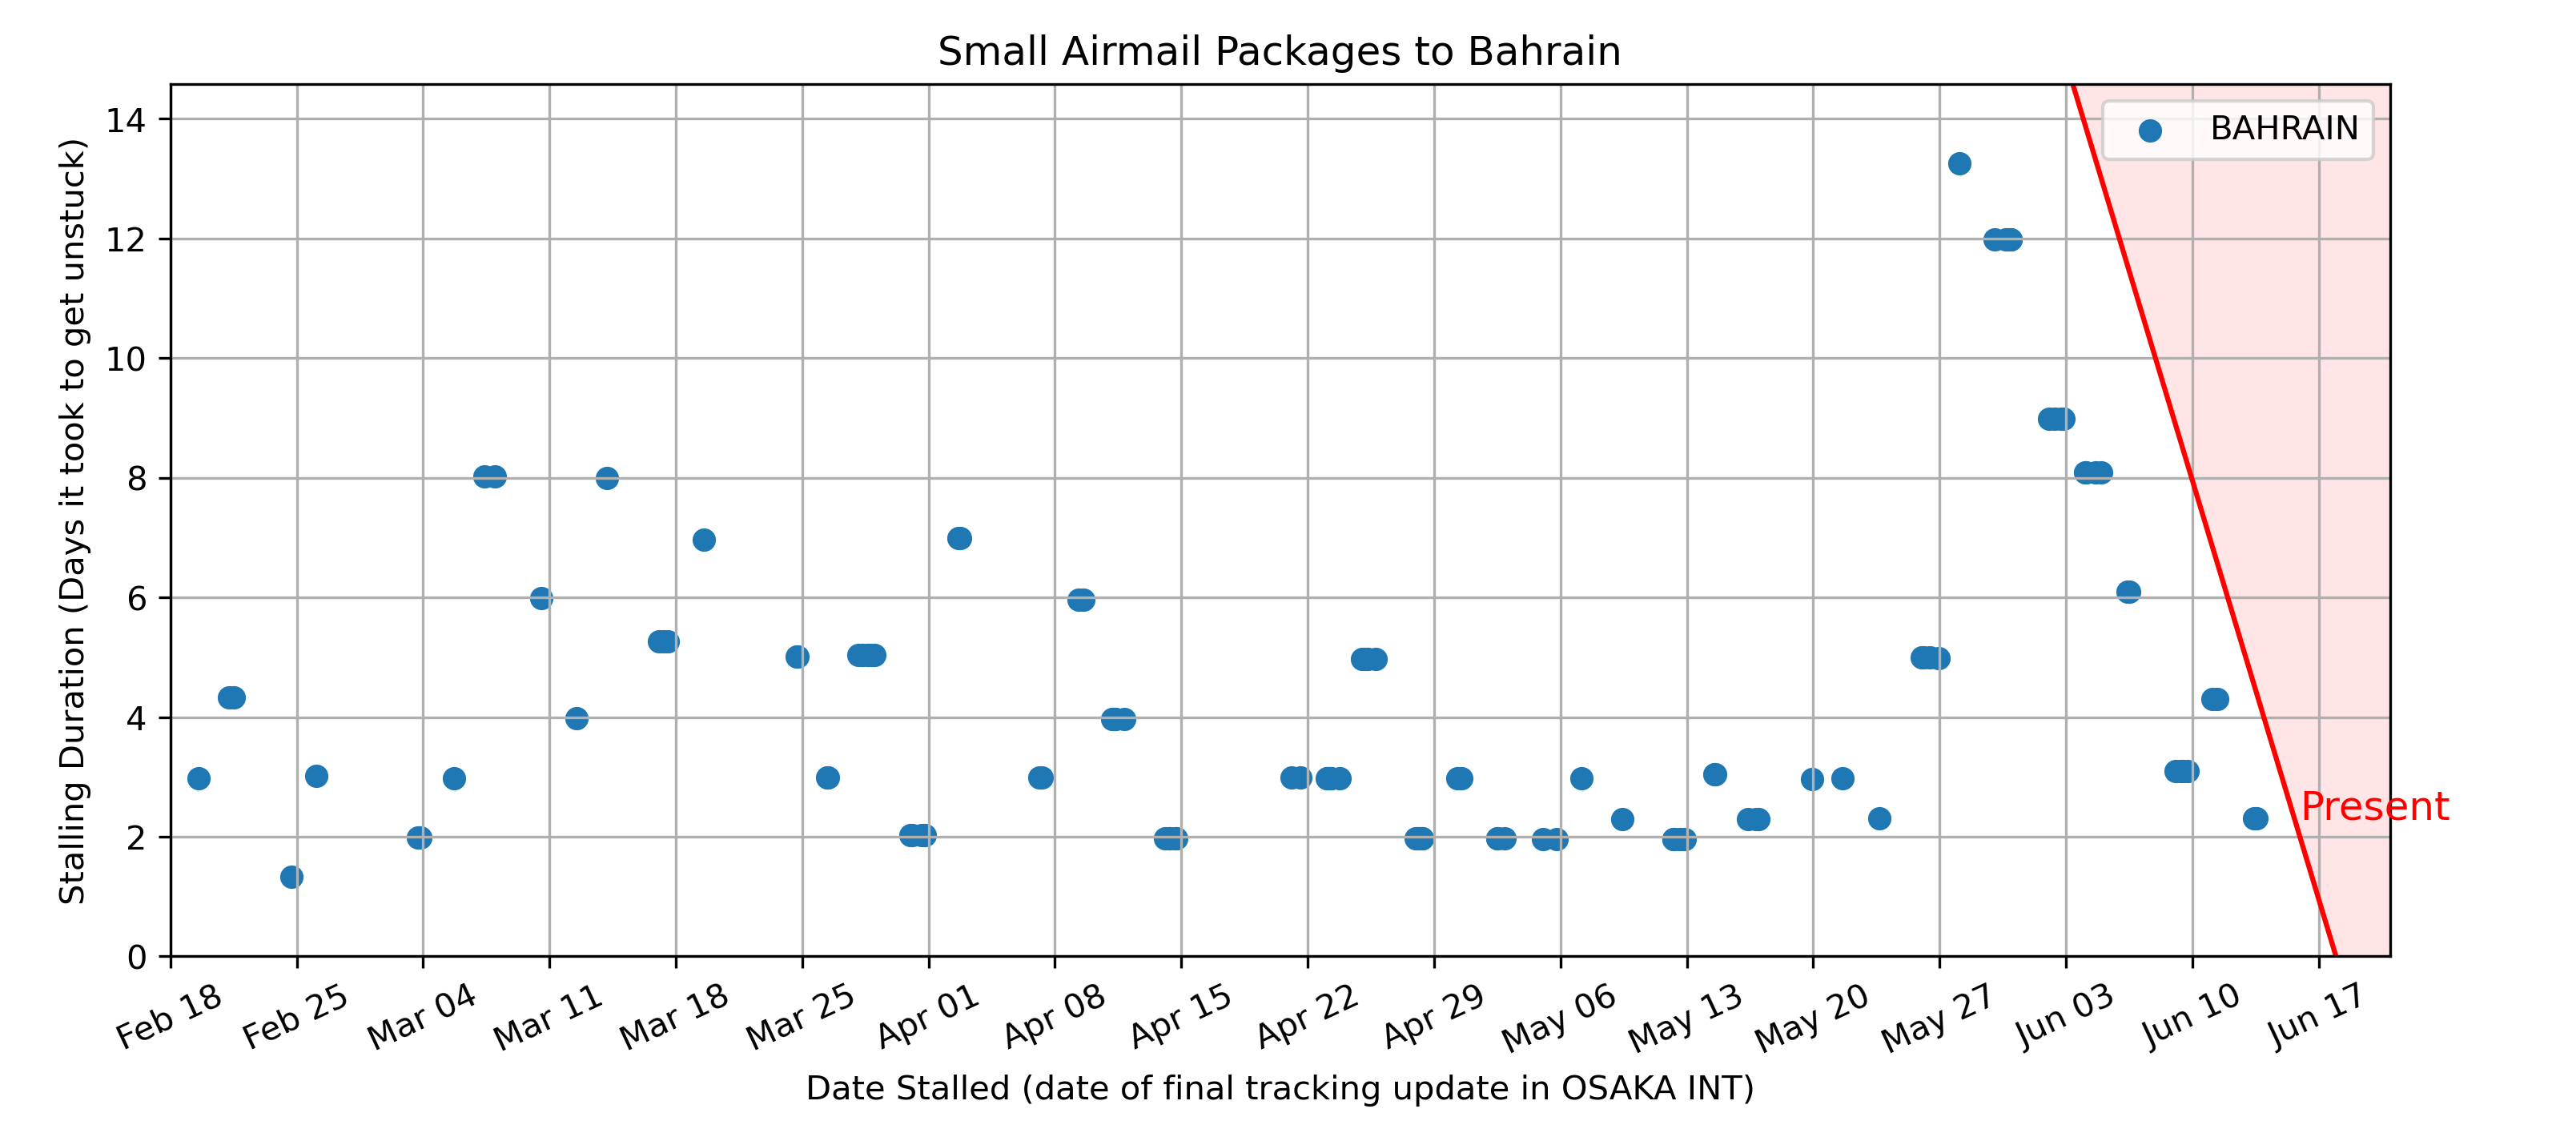 Small Airmail Packages to Bahrain
Stalling Duration (Days it took to get unstuck)
14
12
10
8
6
4
2
0
BAHRAIN
Present
Feb 18
Feb 25
Mar 04
Mar 11
Mar 18
Mar 25
Apr 01
Apr 08
Apr 15
Apr 22
Apr 29
May 06
May 13
May 20
May 27
Jun 03
Jun 10
Jun 17
Date Stalled (date of final tracking update in OSAKA INT)